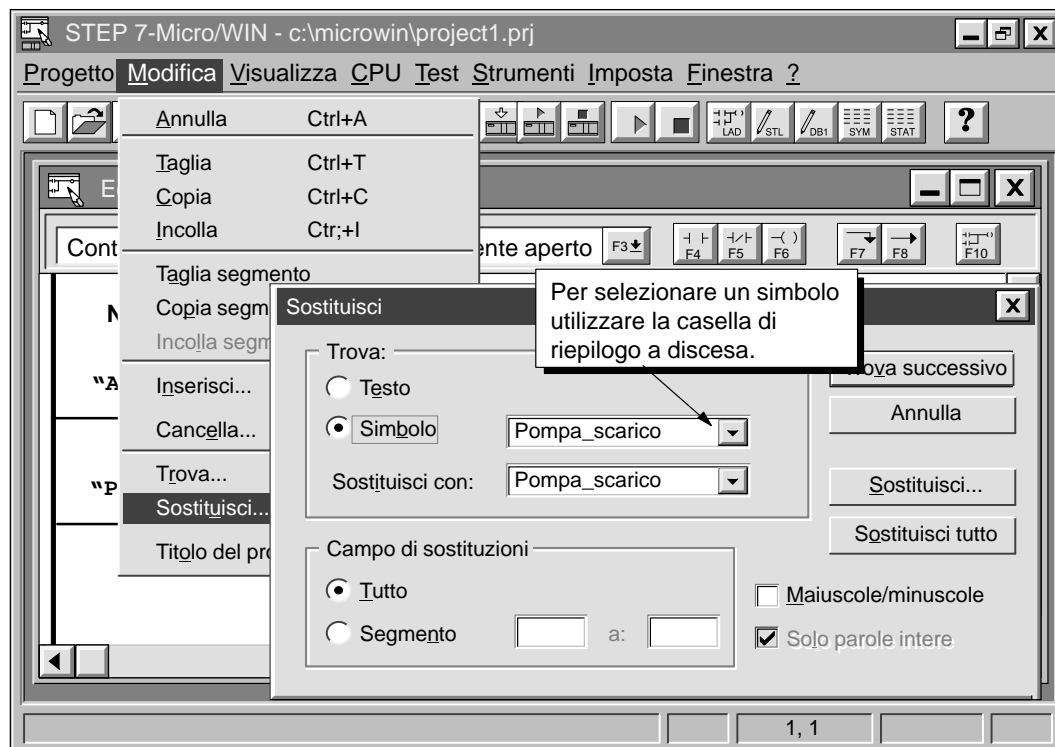 STEP 7-Micro/WIN - c:\microwin\project1.prj
Progetto Modifica Visualizza CPU Test Strumenti Imposta Finestra ?
LAD STL DB1 SYM STAT ?
Annulla Ctrl+A
Taglia Ctrl+T
Copia Ctrl+C
Incolla Ctr;+I
Taglia segmento
Copia segm
Incolla segm
Inserisci...
Cancella...
Trova...
Sostituisci...
Titolo del pro
E
Cont
ente aperto F3 F4 F5 F6 F7 F8 F10
N
"A
"P
Sostituisci
Per selezionare un simbolo
utilizzare la casella di
riepilogo a discesa.
Trova:
Testo
Simbolo Pompa_scarico
Sostituisci con: Pompa_scarico
Trova successivo
Annulla
Sostituisci...
Sostituisci tutto
Campo di sostituzioni
Tutto
Segmento a:
Maiuscole/minuscole
Solo parole intere
1, 1